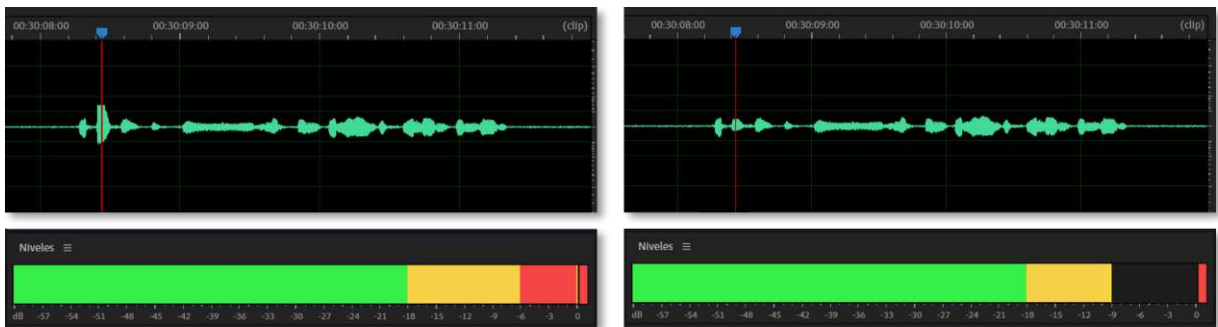 00:30:08:00 00:30:09:00 00:30:10:00 00:30:11:00 (clip)
00:30:08:00 00:30:09:00 00:30:10:00 00:30:11:00 (clip)
Niveles
dB -57 -54 -51 -48 -45 -42 -39 -36 -33 -30 -27 -24 -21 -18 -15 -12 -9 -6 -3 0
Niveles
dB -57 -54 -51 -48 -45 -42 -39 -36 -33 -30 -27 -24 -21 -18 -15 -12 -9 -6 -3 0